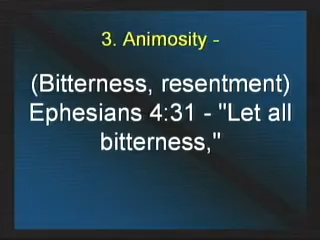 3. Animosity -
(Bitterness, resentment)
Ephesians 4:31 - "Let all
bitterness,"